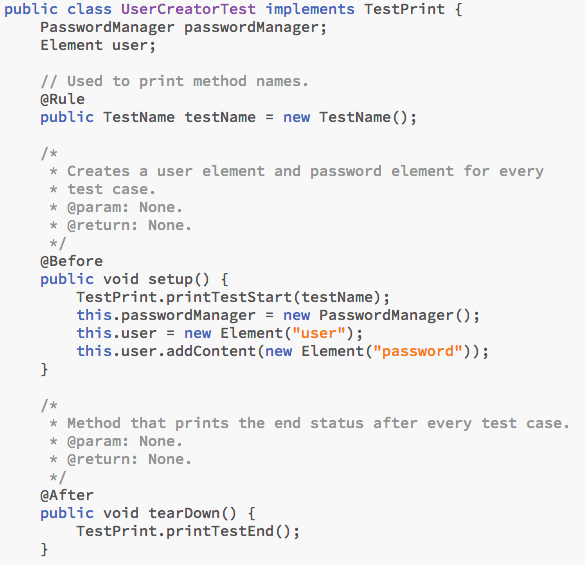 public class UserCreatorTest implements TestPrint {
    PasswordManager passwordManager;
    Element user;

    // Used to print method names.
    @Rule
    public TestName testName = new TestName();

    /*
     * Creates a user element and password element for every
     * test case.
     * @param: None.
     * @return: None.
     */
    @Before
    public void setup() {
        TestPrint.printTestStart(testName);
        this.passwordManager = new PasswordManager();
        this.user = new Element("user");
        this.user.addContent(new Element("password"));
    }

    /*
     * Method that prints the end status after every test case.
     * @param: None.
     * @return: None.
     */
    @After
    public void tearDown() {
        TestPrint.printTestEnd();
    }